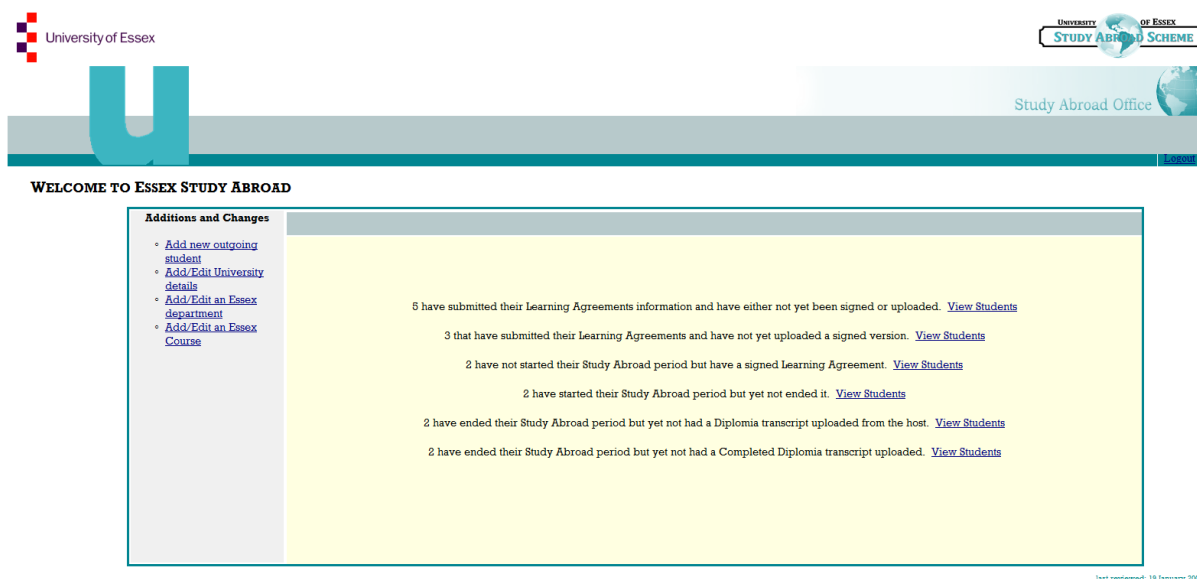 University of Essex
UNIVERSITY OF ESSEX
STUDY ABROAD SCHEME
Study Abroad Office
u
Logout
WELCOME TO ESSEX STUDY ABROAD
Additions and Changes
Add new outgoing
student
Add/Edit University
details
Add/Edit an Essex
department
Add/Edit an Essex
Course
5 have submitted their Learning Agreements information and have either not yet been signed or uploaded. View Students
3 that have submitted their Learning Agreements and have not yet uploaded a signed version. View Students
2 have not started their Study Abroad period but have a signed Learning Agreement. View Students
2 have started their Study Abroad period but yet not ended it. View Students
2 have ended their Study Abroad period but yet not had a Diplomia transcript uploaded from the host. View Students
2 have ended their Study Abroad period but yet not had a Completed Diplomia transcript uploaded. View Students
last reviewed: 19 January